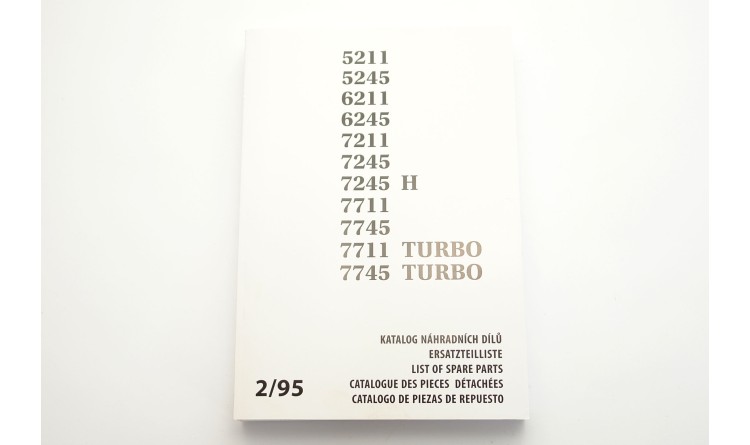 5211
5245
6211
6245
7211
7245
7245 H
7711
7745
7711 TURBO
7745 TURBO
KATALOG NÁHRADNÍCH DÍLŮ
ERSATZTEILLISTE
LIST OF SPARE PARTS
CATALOGUE DES PIECES DÉTACHÉES
CATALOGO DE PIEZAS DE REPUESTO
2/95